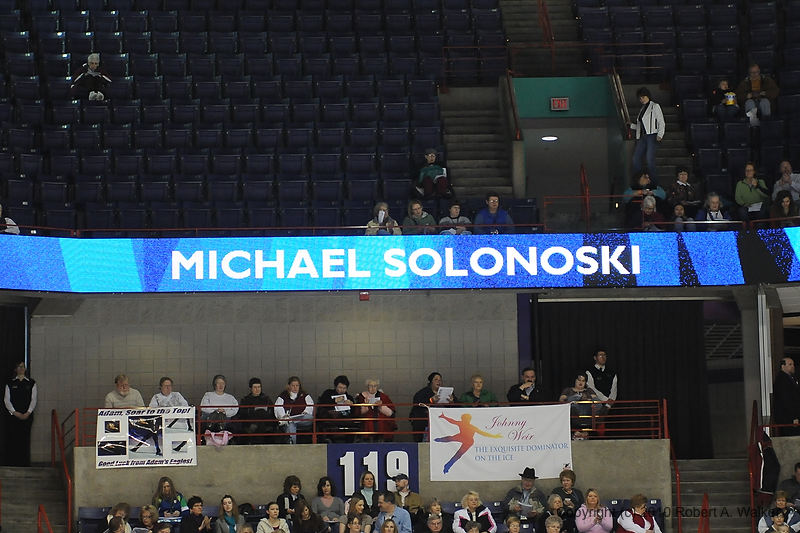 MICHAEL SOLONOSKI
Adam, Soar to the Top!
Good Luck from Adam's Eagles!
Johnny
Weir
THE EXQUISITE DOMINATOR
ON THE ICE
119
Copyright (c) 2010 Robert A. Walker